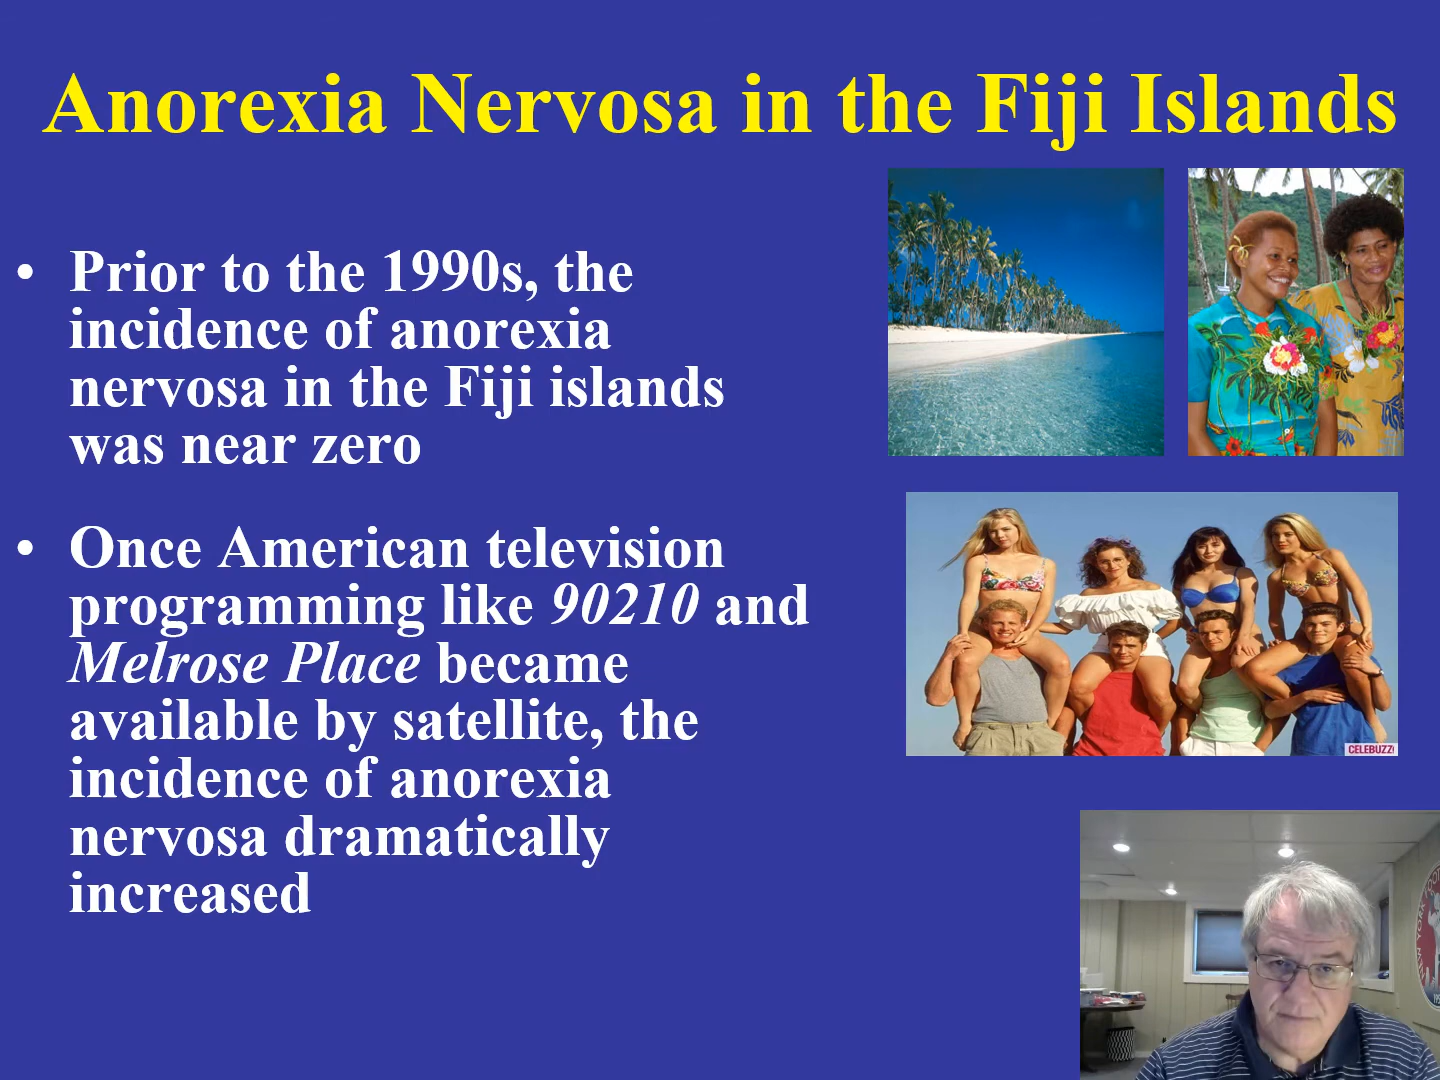 Anorexia Nervosa in the Fiji Islands
• Prior to the 1990s, the
incidence of anorexia
nervosa in the Fiji islands
was near zero
• Once American television
programming like 90210 and
Melrose Place became
available by satellite, the
incidence of anorexia
nervosa dramatically
increased
CELEBUZZ!